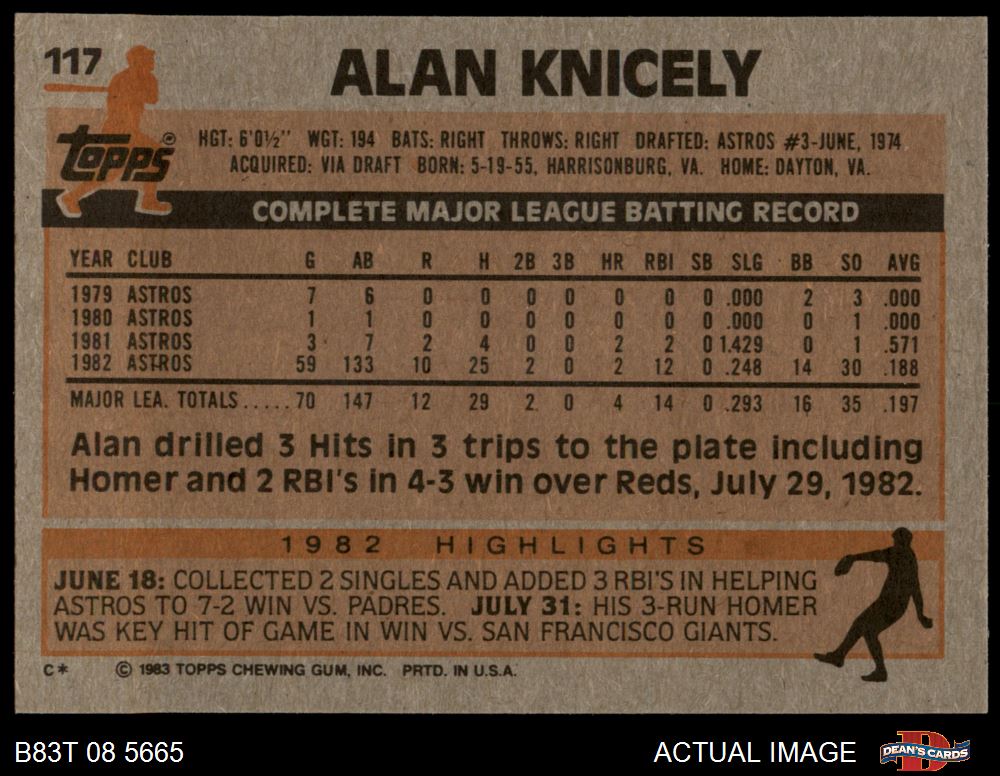 117
ALAN KNICELY
Topps®
HGT: 6'0½" WGT: 194 BATS: RIGHT THROWS: RIGHT DRAFTED: ASTROS #3-JUNE, 1974
ACQUIRED: VIA DRAFT BORN: 5-19-55, HARRISONBURG, VA. HOME: DAYTON, VA.
COMPLETE MAJOR LEAGUE BATTING RECORD
YEAR CLUB G AB R H 2B 3B HR RBI SB SLG BB SO AVG
1979 ASTROS 7 6 0 0 0 0 0 0 0 .000 2 3 .000
1980 ASTROS 1 1 0 0 0 0 0 0 0 .000 0 1 .000
1981 ASTROS 3 7 2 4 0 0 2 2 0 1.429 0 1 .571
1982 ASTROS 59 133 10 25 2 0 2 12 0 .248 14 30 .188
MAJOR LEA. TOTALS.....70 147 12 29 2 0 4 14 0 .293 16 35 .197
Alan drilled 3 Hits in 3 trips to the plate including
Homer and 2 RBI's in 4-3 win over Reds, July 29, 1982.
1982 HIGHLIGHTS
JUNE 18: COLLECTED 2 SINGLES AND ADDED 3 RBI'S IN HELPING
ASTROS TO 7-2 WIN VS. PADRES. JULY 31: HIS 3-RUN HOMER
WAS KEY HIT OF GAME IN WIN VS. SAN FRANCISCO GIANTS.
C* © 1983 TOPPS CHEWING GUM, INC. PRTD. IN U.S.A.
B83T 08 5665 ACTUAL IMAGE DEAN'S CARDS